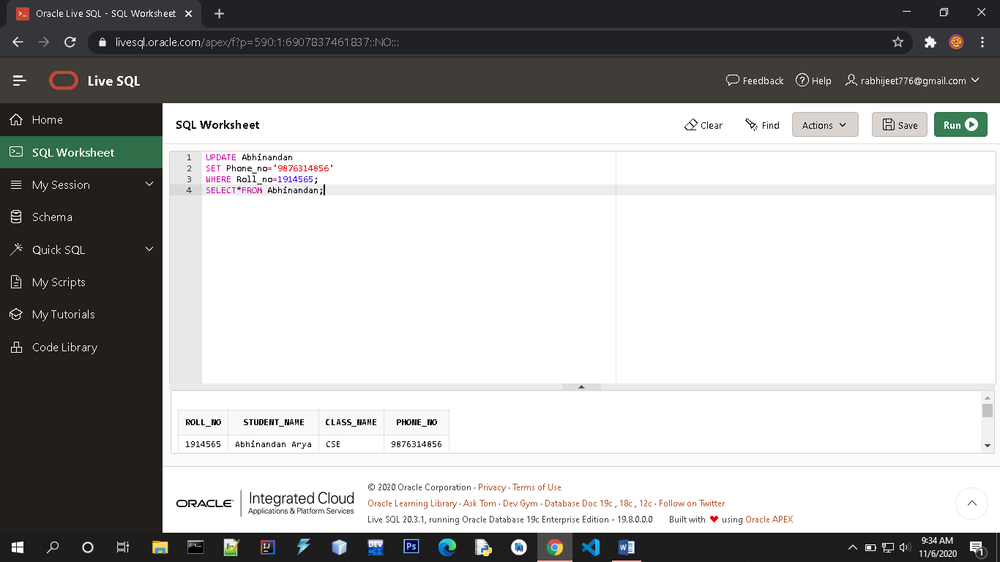 Oracle Live SQL - SQL Worksheet
livesql.oracle.com/apex/f?p=590:1:6907837461837::NO:::
Live SQL
Feedback
Help
rabhijeet776@gmail.com
Home
SQL Worksheet
My Session
Schema
Quick SQL
My Scripts
My Tutorials
Code Library
SQL Worksheet
Clear
Find
Actions
Save
Run
1 UPDATE Abhinandan
2 SET Phone_no='9876314856'
3 WHERE Roll_no=1914565;
4 SELECT*FROM Abhinandan;
ROLL_NO STUDENT_NAME CLASS_NAME PHONE_NO
1914565 Abhinandan Arya CSE 9876314856
ORACLE Integrated Cloud
Applications & Platform Services
© 2020 Oracle Corporation · Privacy · Terms of Use
Oracle Learning Library · Ask Tom · Dev Gym · Database Doc 19c , 18c , 12c · Follow on Twitter
Live SQL 20.3.1, running Oracle Database 19c Enterprise Edition - 19.8.0.0.0 Built with ❤ using Oracle APEX
DEV
Ps
9:34 AM
11/6/2020
1